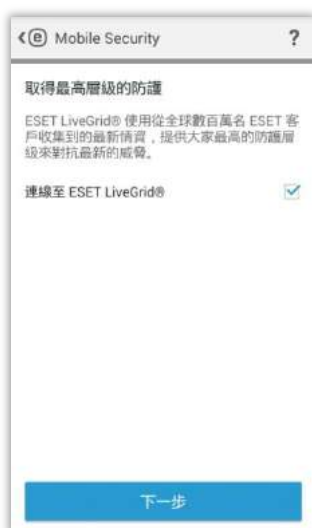 e Mobile Security ?
取得最高層級的防護
ESET LiveGrid® 使用從全球數百萬名 ESET 客
戶收集到的最新情資，提供大家最高的防護層
級來對抗最新的威脅。
連線至 ESET LiveGrid®
下一步